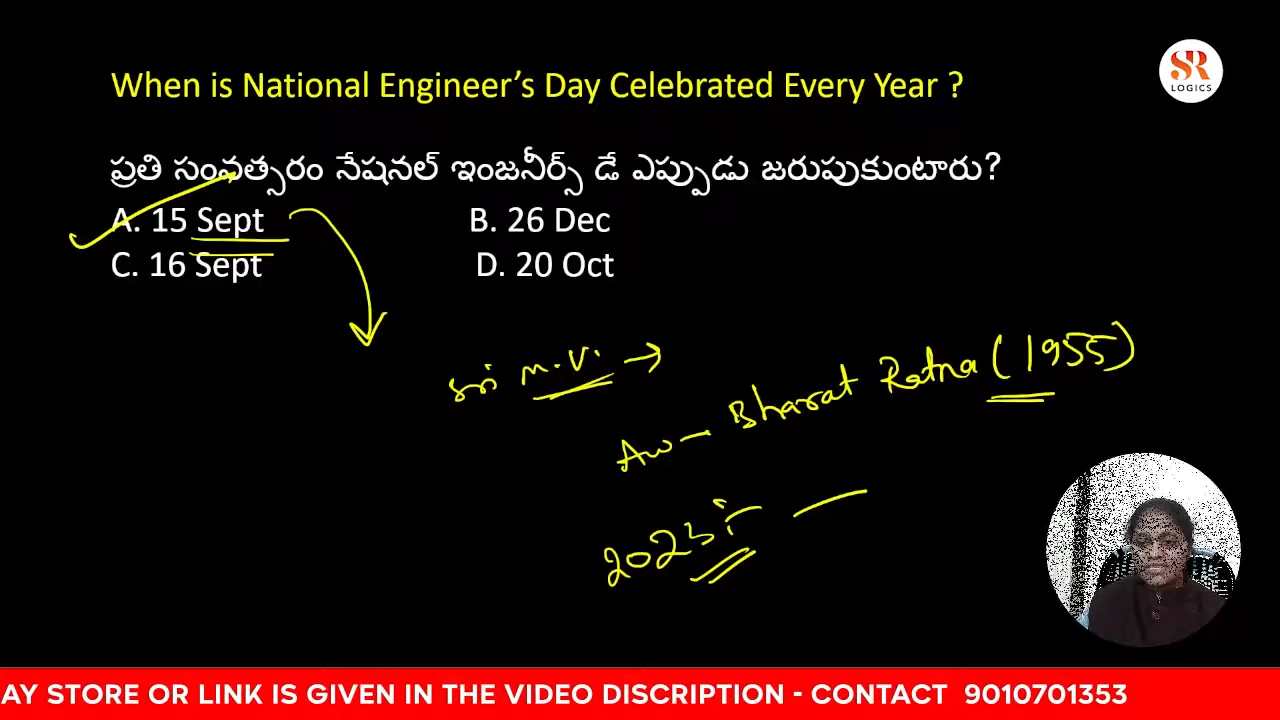 SR
LOGICS
When is National Engineer’s Day Celebrated Every Year ?
ప్రతి సంవత్సరం నేషనల్ ఇంజనీర్స్ డే ఎప్పుడు జరుపుకుంటారు?
A. 15 Sept B. 26 Dec
C. 16 Sept D. 20 Oct
sri M.V. →
Aw — Bharat Ratna (1955)
2023
AY STORE OR LINK IS GIVEN IN THE VIDEO DISCRIPTION - CONTACT 9010701353